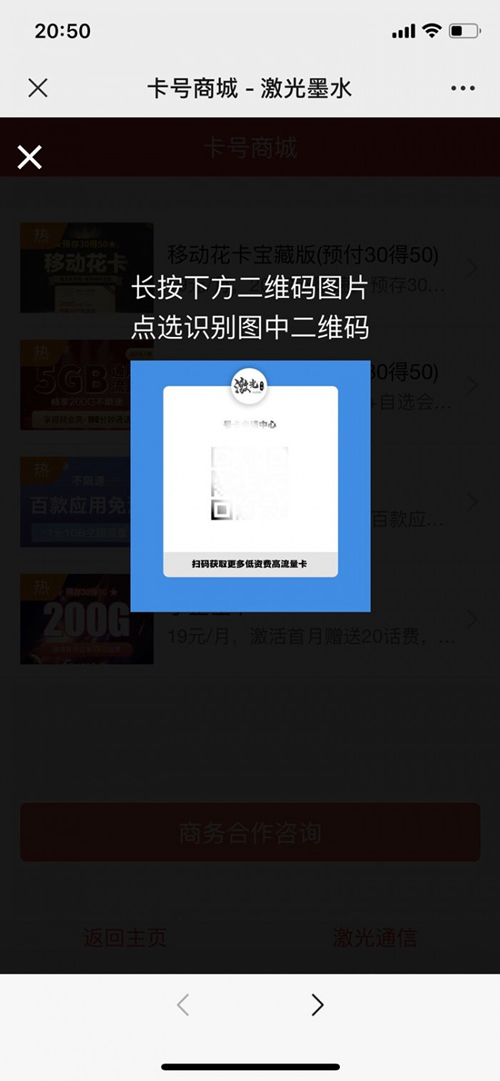 20:50
卡号商城 - 激光墨水
卡号商城
热
移动花卡
移动花卡宝藏版(预付30得50)
预存30...
长按下方二维码图片
点选识别图中二维码
热
5GB
30得50)
自选会...
激光
扫码获取更多低资费高流量卡
热
不限速
百款应用免
百款应...
热
200G
19元/月，激活首月赠送20话费，...
商务合作咨询
返回主页
激光通信